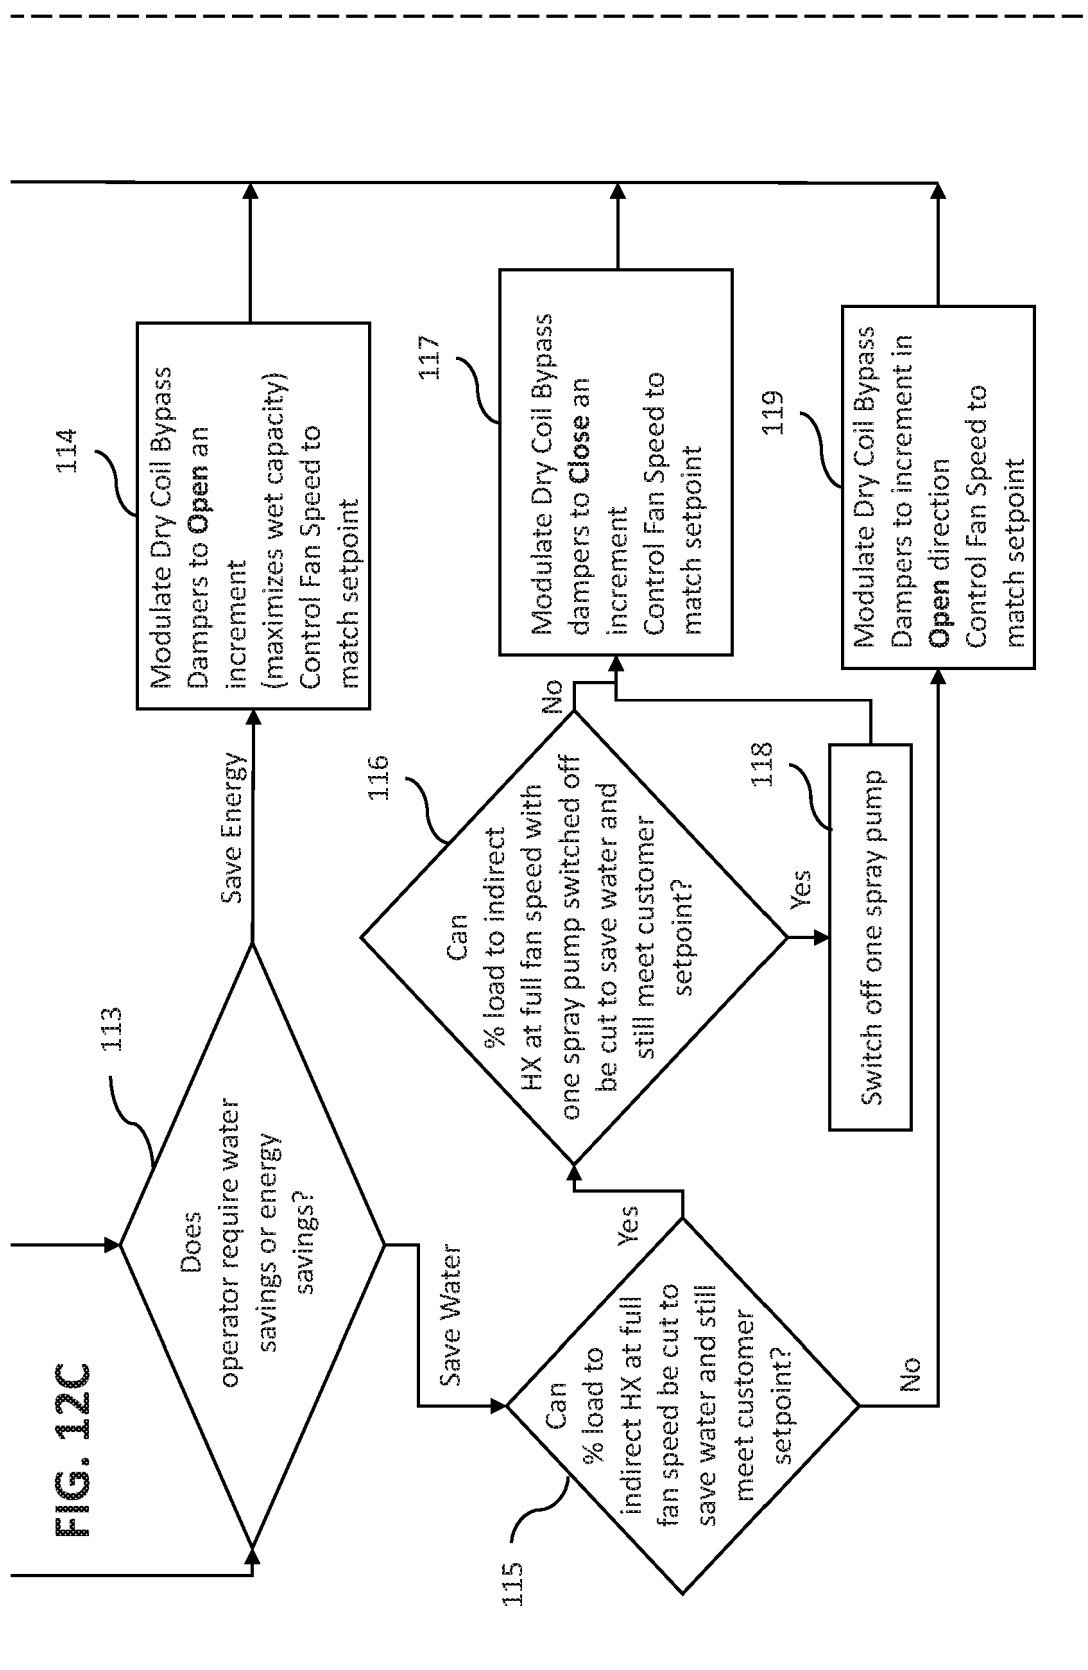 FIG. 12C
113
Does
operator require water
savings or energy
savings?
Save Energy
114
Modulate Dry Coil Bypass
Dampers to Open an
increment
(maximizes wet capacity)
Control Fan Speed to
match setpoint
Save Water
115
Can
% load to
indirect HX at full
fan speed be cut to
save water and still
meet customer
setpoint?
Yes
No
116
Can
% load to indirect
HX at full fan speed with
one spray pump switched off
be cut to save water and
still meet customer
setpoint?
No
Yes
117
Modulate Dry Coil Bypass
dampers to Close an
increment
Control Fan Speed to
match setpoint
118
Switch off one spray pump
119
Modulate Dry Coil Bypass
Dampers to increment in
Open direction
Control Fan Speed to
match setpoint